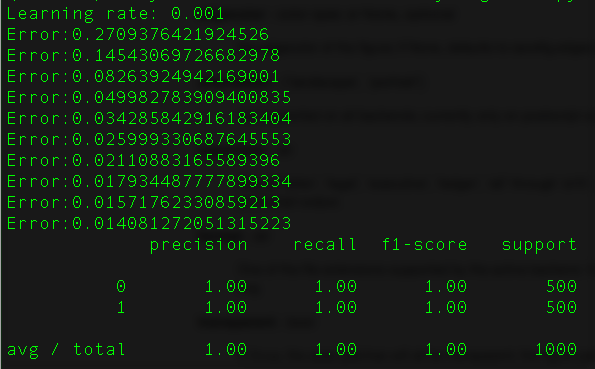 Learning rate: 0.001
Error:0.2709376421924526
Error:0.14543069726682978
Error:0.08263924942169001
Error:0.049982783909400835
Error:0.034285842916183404
Error:0.025999330687645553
Error:0.02110883165589396
Error:0.017934487777899334
Error:0.01571762330859213
Error:0.014081272051315223
precision recall f1-score support
0 1.00 1.00 1.00 500
1 1.00 1.00 1.00 500
avg / total 1.00 1.00 1.00 1000